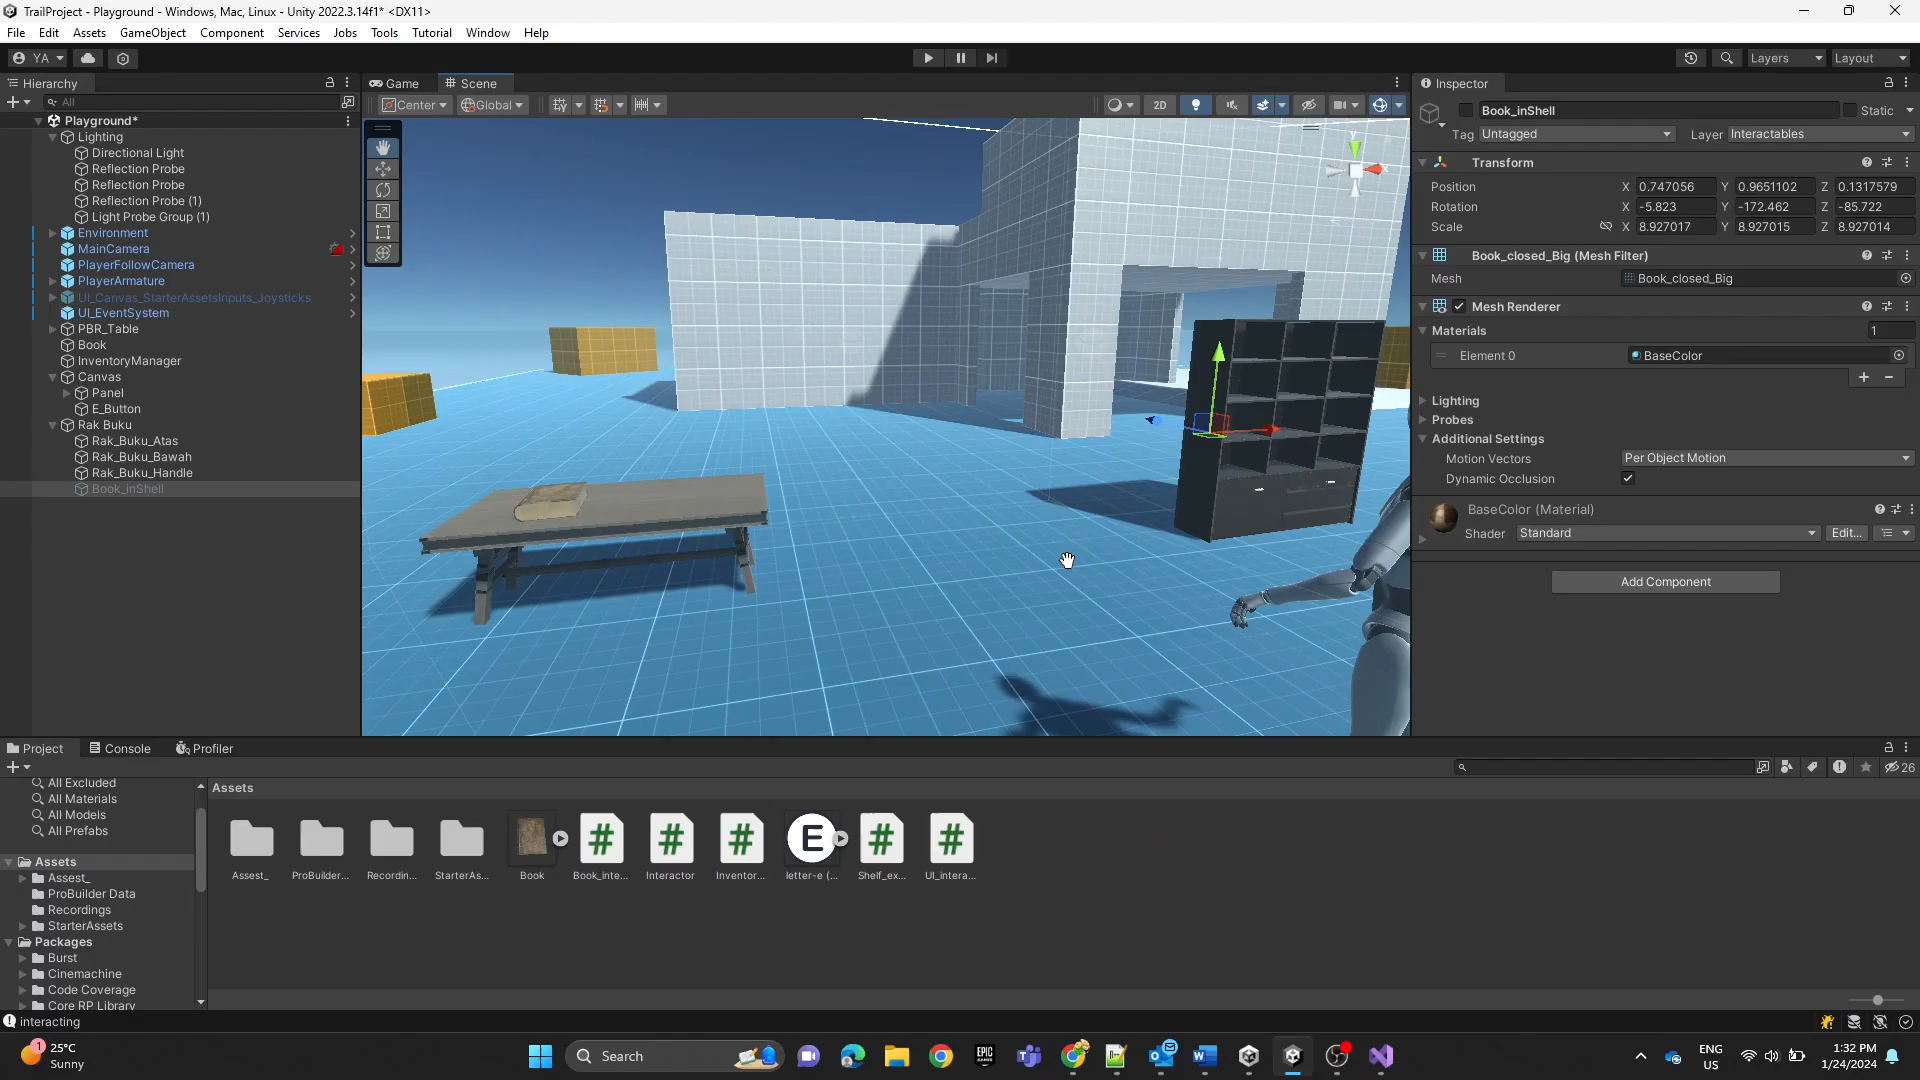 TrailProject - Playground - Windows, Mac, Linux - Unity 2022.3.14f1* <DX11>
File Edit Assets GameObject Component Services Jobs Tools Tutorial Window Help
YA Layers Layout
Hierarchy
All
Playground*
Lighting
Directional Light
Reflection Probe
Reflection Probe
Reflection Probe (1)
Light Probe Group (1)
Environment
MainCamera
PlayerFollowCamera
PlayerArmature
UI_Canvas_StarterAssetsInputs_Joysticks
UI_EventSystem
PBR_Table
Book
InventoryManager
Canvas
Panel
E_Button
Rak Buku
Rak_Buku_Atas
Rak_Buku_Bawah
Rak_Buku_Handle
Book_inShell
Game Scene
Center Global 2D
y
x
Inspector
Book_inShell Static
Tag Untagged Layer Interactables
Transform
Position X 0.747056 Y 0.9651102 Z 0.1317579
Rotation X -5.823 Y -172.462 Z -85.722
Scale X 8.927017 Y 8.927015 Z 8.927014
Book_closed_Big (Mesh Filter)
Mesh Book_closed_Big
Mesh Renderer
Materials 1
Element 0 BaseColor
Lighting
Probes
Additional Settings
Motion Vectors Per Object Motion
Dynamic Occlusion
BaseColor (Material)
Shader Standard Edit...
Add Component
Project Console Profiler
26
All Excluded
All Materials
All Models
All Prefabs
Assets
Assest_
ProBuilder Data
Recordings
StarterAssets
Packages
Burst
Cinemachine
Code Coverage
Core RP Library
Assets
E
Assest_ ProBuilder... Recordin... StarterAs... Book Book_inte... Interactor Inventor... letter-e (... Shelf_ex... UI_intera...
interacting
1
25°C
Sunny
Search
EPIC
GAMES
ENG
US
1:32 PM
1/24/2024